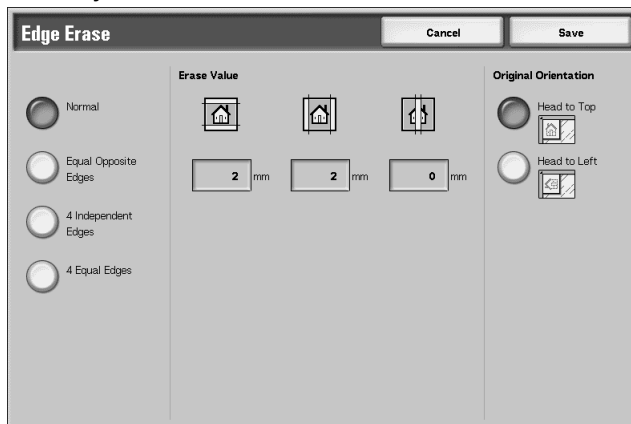 Edge Erase
Cancel
Save
Normal
Equal Opposite
Edges
4 Independent
Edges
4 Equal Edges
Erase Value
2 mm
2 mm
0 mm
Original Orientation
Head to Top
Head to Left